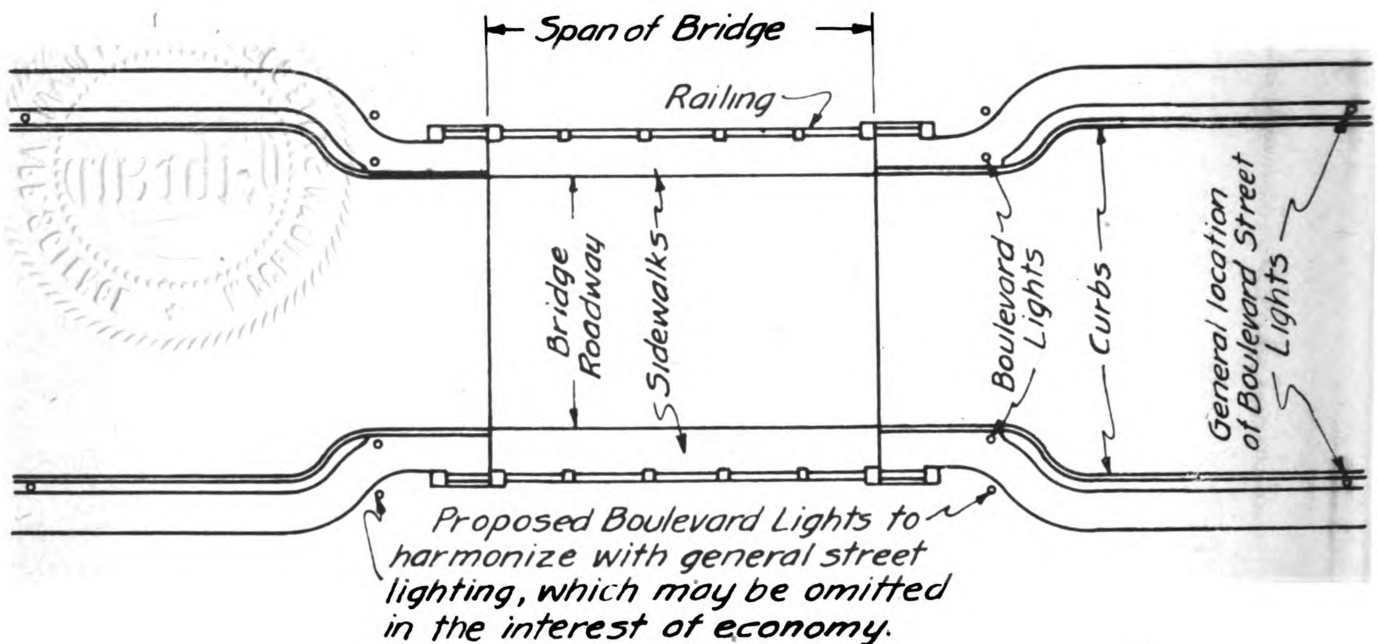 Span of Bridge
Railing
Bridge
Roadway
Sidewalks
Boulevard
Lights
Curbs
General location
of Boulevard Street
Lights
Proposed Boulevard Lights to
harmonize with general street
lighting, which may be omitted
in the interest of economy.